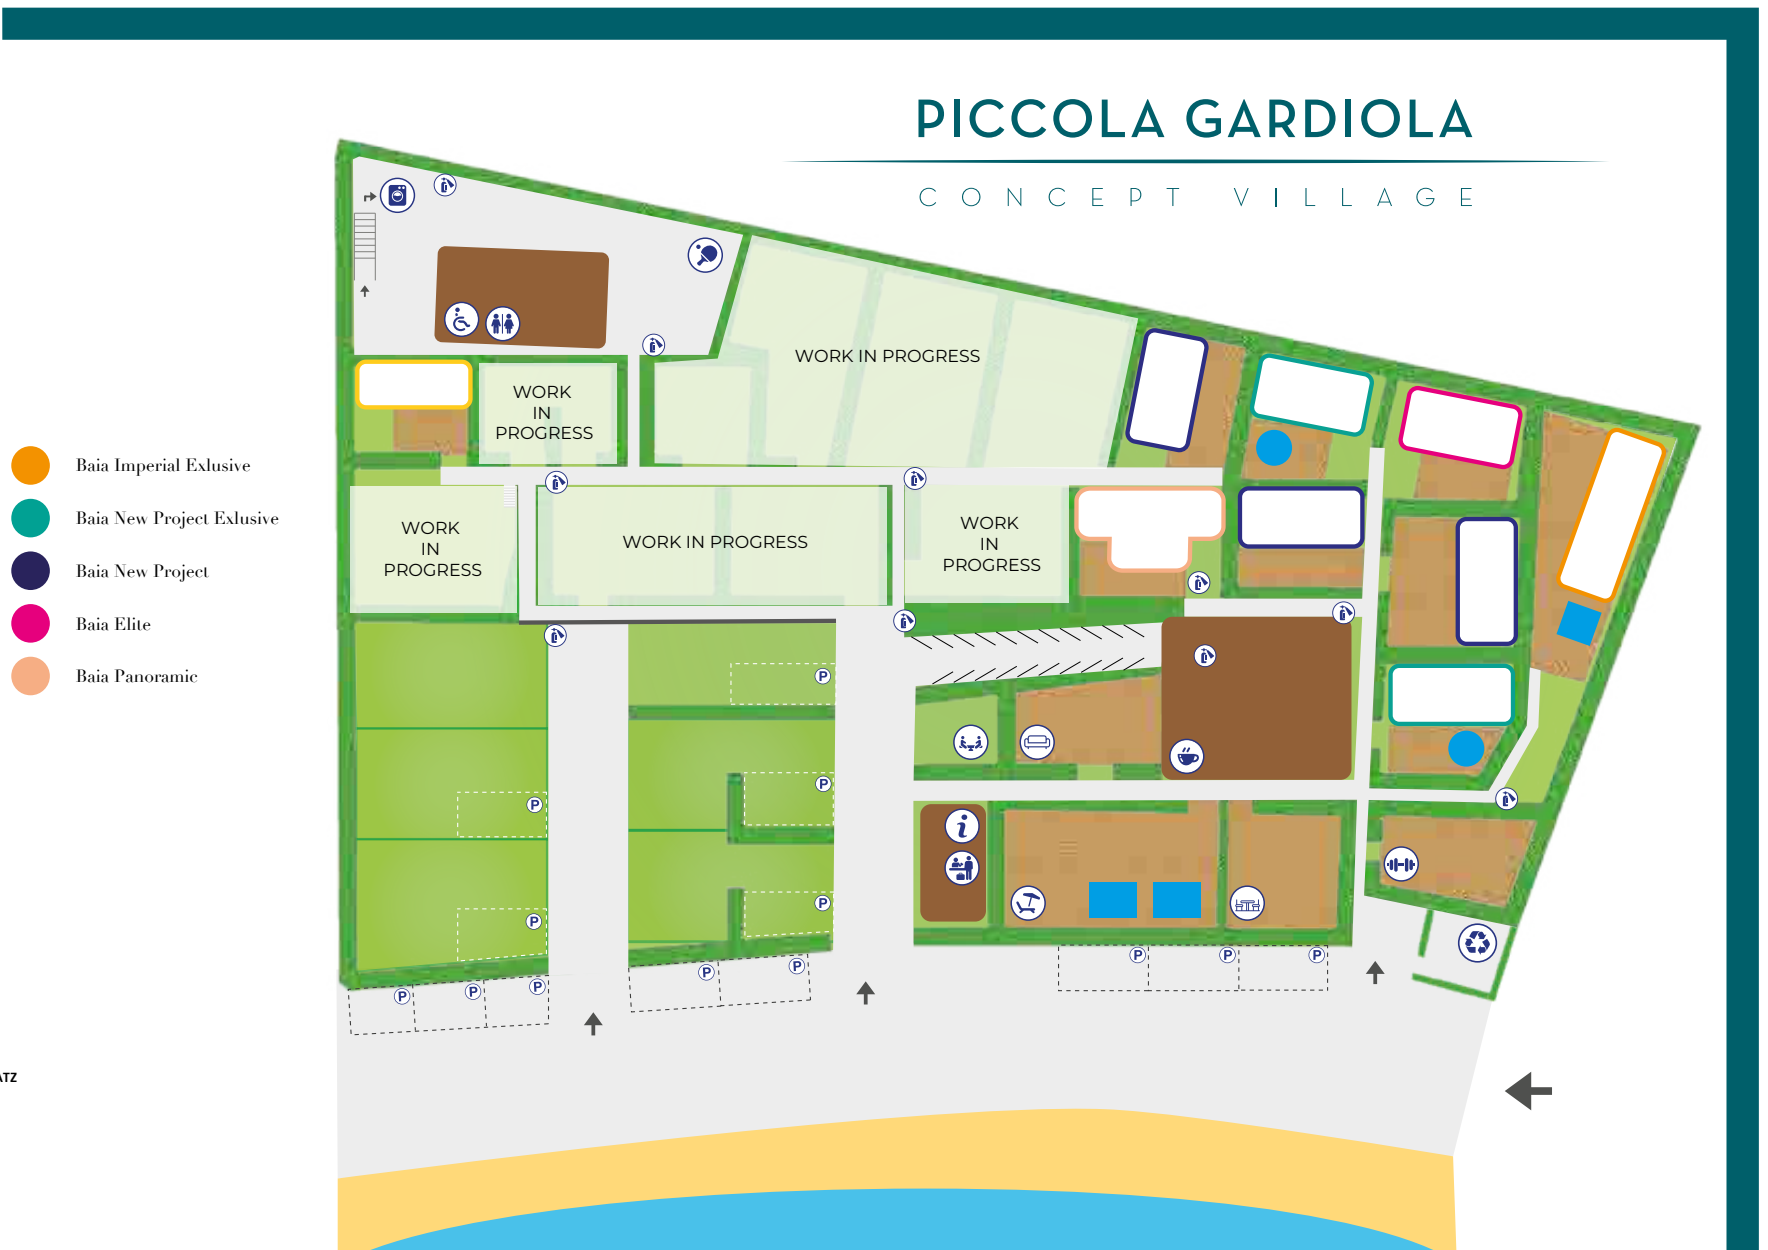 PICCOLA GARDIOLA
CONCEPT VILLAGE
WORK IN PROGRESS
WORK
IN
PROGRESS
Baia Imperial Exlusive
Baia New Project Exlusive
Baia New Project
Baia Elite
Baia Panoramic
WORK
IN
PROGRESS
WORK IN PROGRESS
WORK
IN
PROGRESS
P
P
P
P
P
P
i
P
P
P
P
P
P
P
P
ATZ